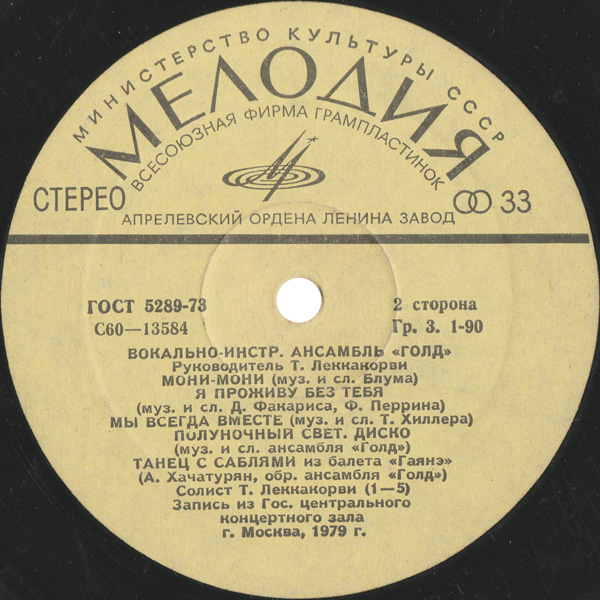 МИНИСТЕРСТВО КУЛЬТУРЫ СССР
МЕЛОДИЯ
ВСЕСОЮЗНАЯ ФИРМА ГРАМПЛАСТИНОК
СТЕРЕО
33
АПРЕЛЕВСКИЙ ОРДЕНА ЛЕНИНА ЗАВОД
ГОСТ 5289-73 2 сторона
С60—13584 Гр. 3. 1-90
ВОКАЛЬНО-ИНСТР. АНСАМБЛЬ «ГОЛД»
Руководитель Т. Леккакорви
МОНИ-МОНИ (муз. и сл. Блума)
Я ПРОЖИВУ БЕЗ ТЕБЯ
(муз. и сл. Д. Факариса, Ф. Перрина)
МЫ ВСЕГДА ВМЕСТЕ (муз. и сл. Т. Хиллера)
ПОЛУНОЧНЫЙ СВЕТ. ДИСКО
(муз. и сл. ансамбля «Голд»)
ТАНЕЦ С САБЛЯМИ из балета «Гаянэ»
(А. Хачатурян, обр. ансамбля «Голд»)
Солист Т. Леккакорви (1—5)
Запись из Гос. центрального
концертного зала
г. Москва, 1979 г.